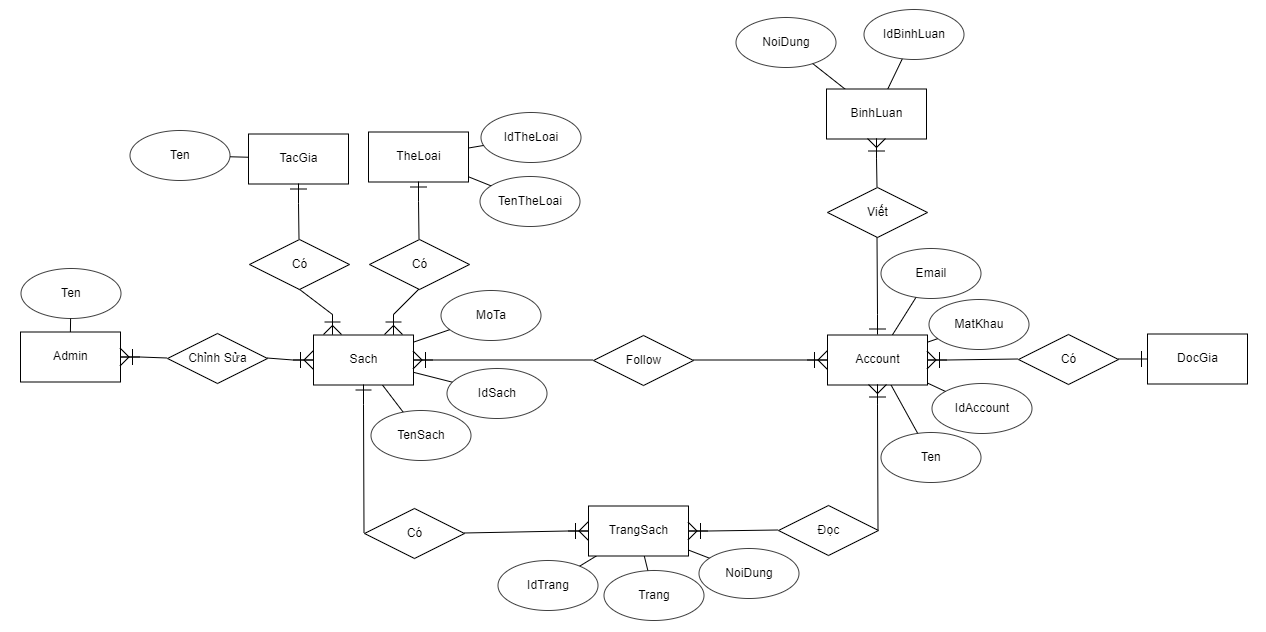 IdBinhLuan
NoiDung
BinhLuan
IdTheLoai
Ten
TacGia
TheLoai
TenTheLoai
Viết
Có
Có
Email
Ten
MoTa
MatKhau
Admin
Chỉnh Sửa
Sach
Follow
Account
Có
DocGia
IdSach
IdAccount
TenSach
Ten
Có
TrangSach
Đọc
IdTrang
Trang
NoiDung